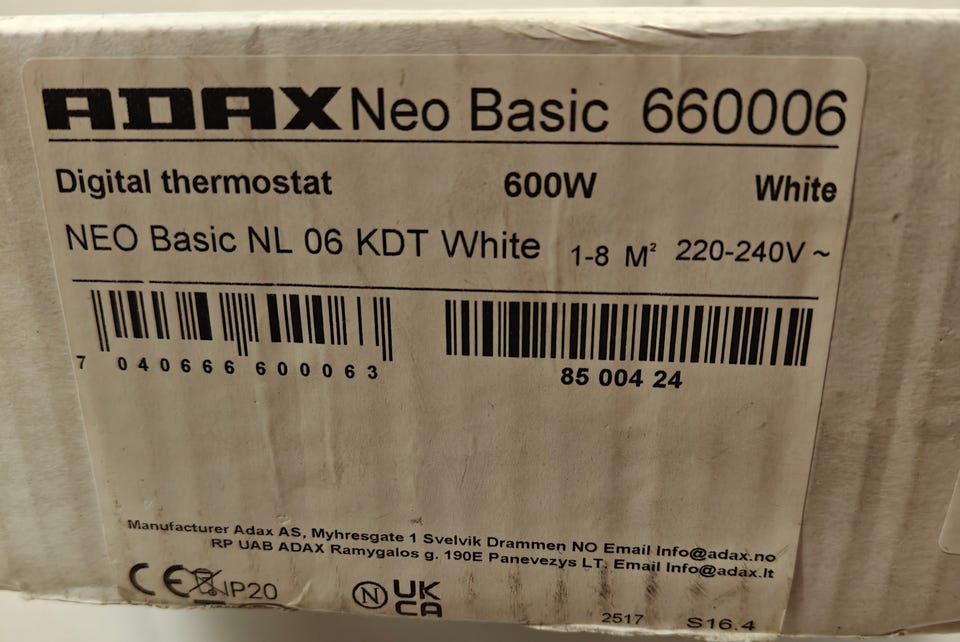 ADAX Neo Basic 660006
Digital thermostat 600W White
NEO Basic NL 06 KDT White 1-8 M² 220-240V ~
7 040666 600063
85 004 24
Manufacturer Adax AS, Myhresgate 1 Svelvik Drammen NO Email Info@adax.no
RP UAB ADAX Ramygalos g. 190E Panevezys LT. Email Info@adax.lt
CE IP20 N UK
CA
2517 S16.4